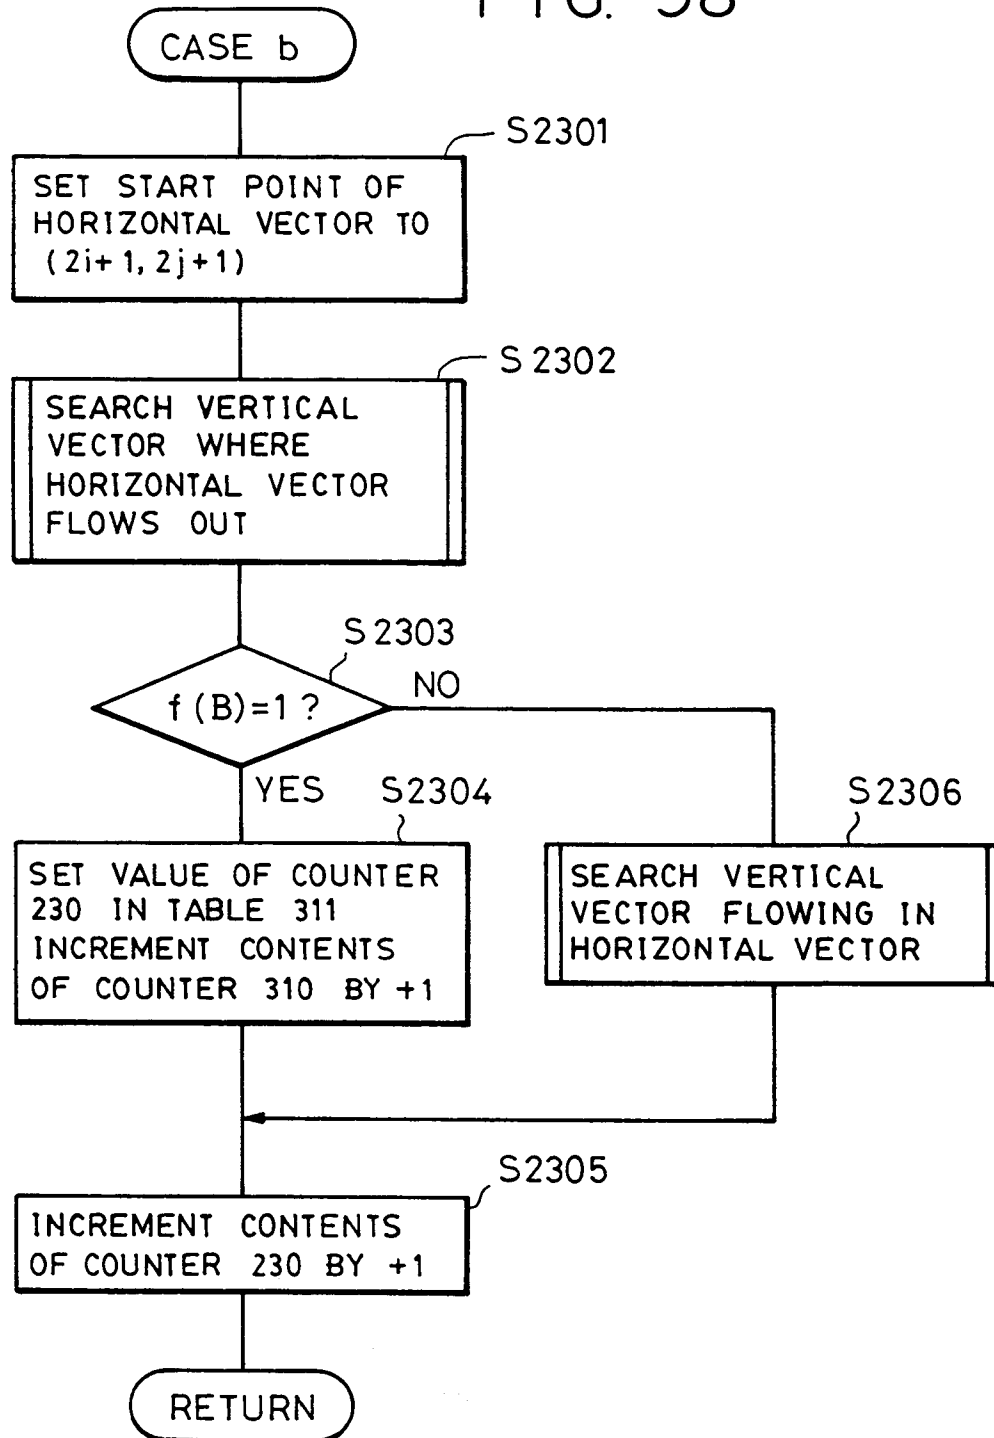 FIG. 98
CASE b
S2301
SET START POINT OF
HORIZONTAL VECTOR TO
(2i+1, 2j+1)
S2302
SEARCH VERTICAL
VECTOR WHERE
HORIZONTAL VECTOR
FLOWS OUT
S2303
f(B)=1 ?
NO
YES
S2304
S2306
SET VALUE OF COUNTER
230 IN TABLE 311
INCREMENT CONTENTS
OF COUNTER 310 BY +1
SEARCH VERTICAL
VECTOR FLOWING IN
HORIZONTAL VECTOR
S2305
INCREMENT CONTENTS
OF COUNTER 230 BY +1
RETURN